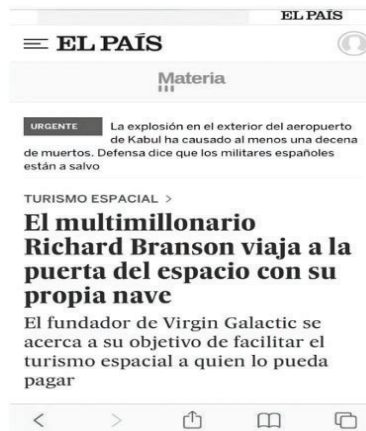 EL PAÍS
EL PAÍS
Materia
URGENTE La explosión en el exterior del aeropuerto
de Kabul ha causado al menos una decena
de muertos. Defensa dice que los militares españoles
están a salvo
TURISMO ESPACIAL >
El multimillonario
Richard Branson viaja a la
puerta del espacio con su
propia nave
El fundador de Virgin Galactic se
acerca a su objetivo de facilitar el
turismo espacial a quien lo pueda
pagar